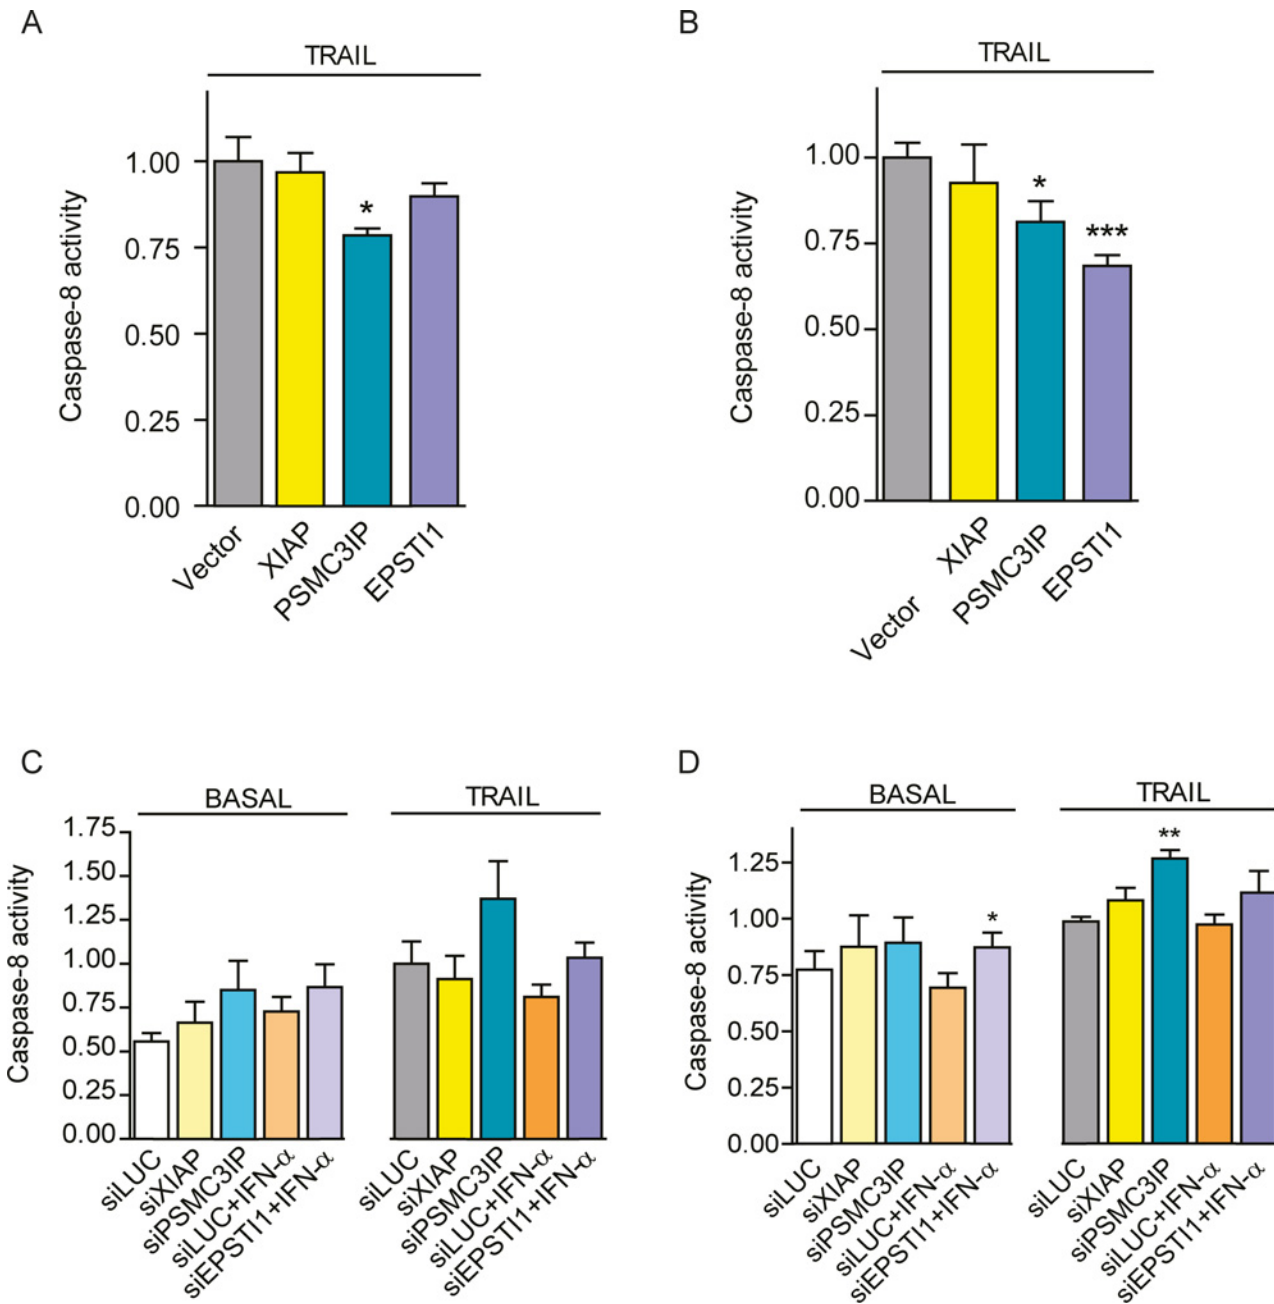 A
TRAIL
Caspase-8 activity
1.00
0.75
0.50
0.25
0.00
*
Vector
XIAP
PSMC3IP
EPSTI1
B
TRAIL
Caspase-8 activity
1.00
0.75
0.50
0.25
0.00
*
***
Vector
XIAP
PSMC3IP
EPSTI1
C
BASAL
TRAIL
Caspase-8 activity
1.75
1.50
1.25
1.00
0.75
0.50
0.25
0.00
siLUC
siXIAP
siPSMC3IP
siLUC+IFN-α
siEPSTI1+IFN-α
siLUC
siXIAP
siPSMC3IP
siLUC+IFN-α
siEPSTI1+IFN-α
D
BASAL
TRAIL
Caspase-8 activity
1.25
1.00
0.75
0.50
0.25
0.00
*
**
siLUC
siXIAP
siPSMC3IP
siLUC+IFN-α
siEPSTI1+IFN-α
siLUC
siXIAP
siPSMC3IP
siLUC+IFN-α
siEPSTI1+IFN-α